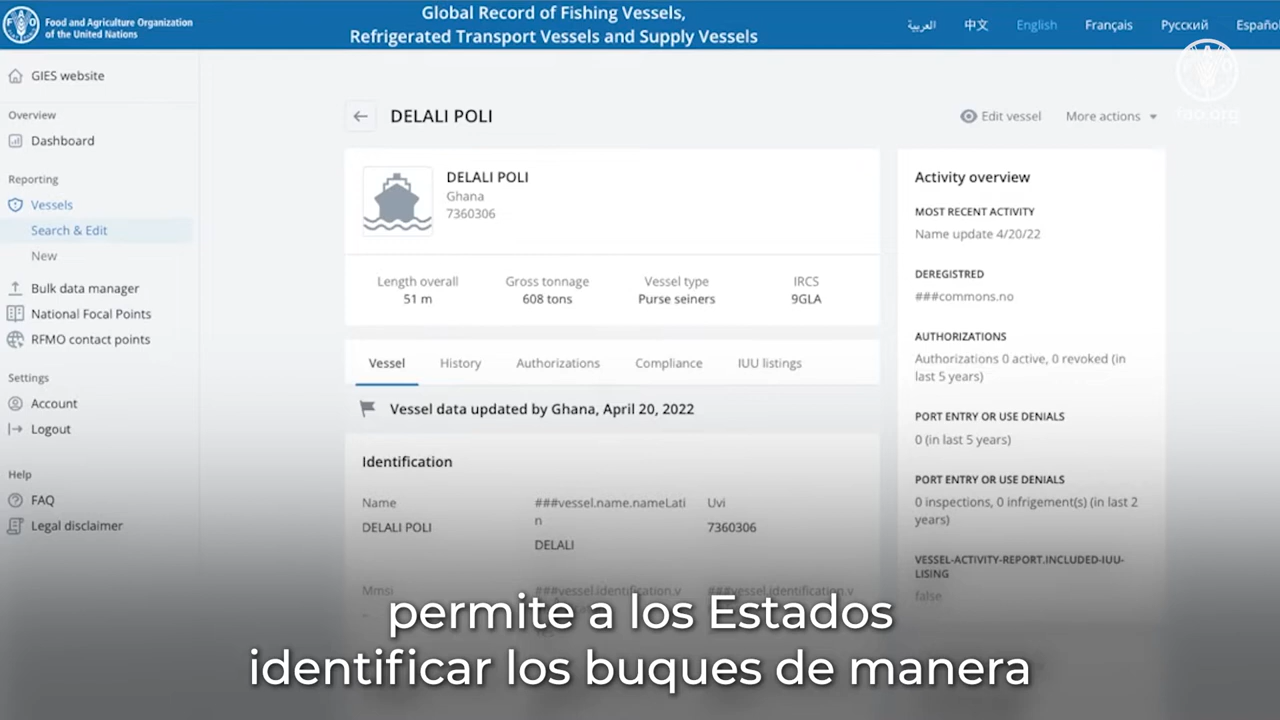 FAO
Food and Agriculture Organization
of the United Nations
Global Record of Fishing Vessels,
Refrigerated Transport Vessels and Supply Vessels
العربية
中文
English
Français
Русский
Español
fao.org
GIES website
Overview
Dashboard
Reporting
Vessels
Search & Edit
New
Bulk data manager
National Focal Points
RFMO contact points
Settings
Account
Logout
Help
FAQ
Legal disclaimer
DELALI POLI
Edit vessel
More actions
DELALI POLI
Ghana
7360306
Length overall
51 m
Gross tonnage
608 tons
Vessel type
Purse seiners
IRCS
9GLA
Vessel
History
Authorizations
Compliance
IUU listings
Vessel data updated by Ghana, April 20, 2022
Identification
Name
DELALI POLI
###vessel.name.nameLati
n
DELALI
Uvi
7360306
Mmsi
###vessel.identification.v
###vessel.identification.v
Activity overview
MOST RECENT ACTIVITY
Name update 4/20/22
DEREGISTRED
###commons.no
AUTHORIZATIONS
Authorizations 0 active, 0 revoked (in
last 5 years)
PORT ENTRY OR USE DENIALS
0 (in last 5 years)
PORT ENTRY OR USE DENIALS
0 inspections, 0 infrigement(s) (in last 2
years)
VESSEL-ACTIVITY-REPORT.INCLUDED-IUU-
LISING
false
permite a los Estados
identificar los buques de manera